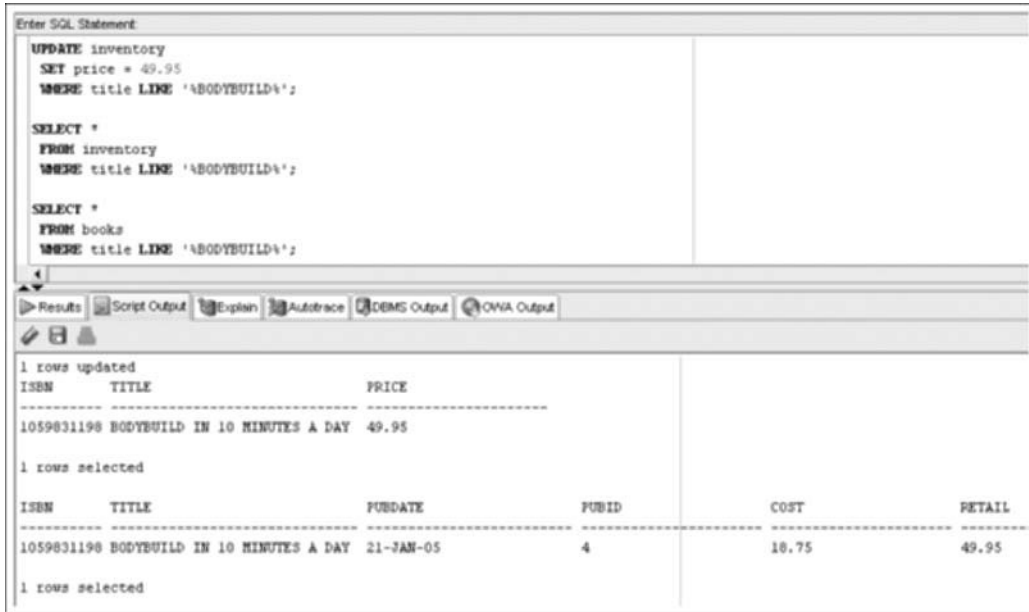 Enter SQL Statement:
UPDATE inventory
SET price = 49.95
WHERE title LIKE '%BODYBUILD%';
SELECT *
FROM inventory
WHERE title LIKE '%BODYBUILD%';
SELECT *
FROM books
WHERE title LIKE '%BODYBUILD%';
Results Script Output Explain Autotrace DBMS Output OWA Output
1 rows updated
ISBN TITLE PRICE
---------- ------------------------------ ----------------------
1059831198 BODYBUILD IN 10 MINUTES A DAY 49.95
1 rows selected
ISBN TITLE PUBDATE PUBID COST RETAIL
---------- ------------------------------ ------------------------- ---------------------- ---------------------- --------
1059831198 BODYBUILD IN 10 MINUTES A DAY 21-JAN-05 4 18.75 49.95
1 rows selected